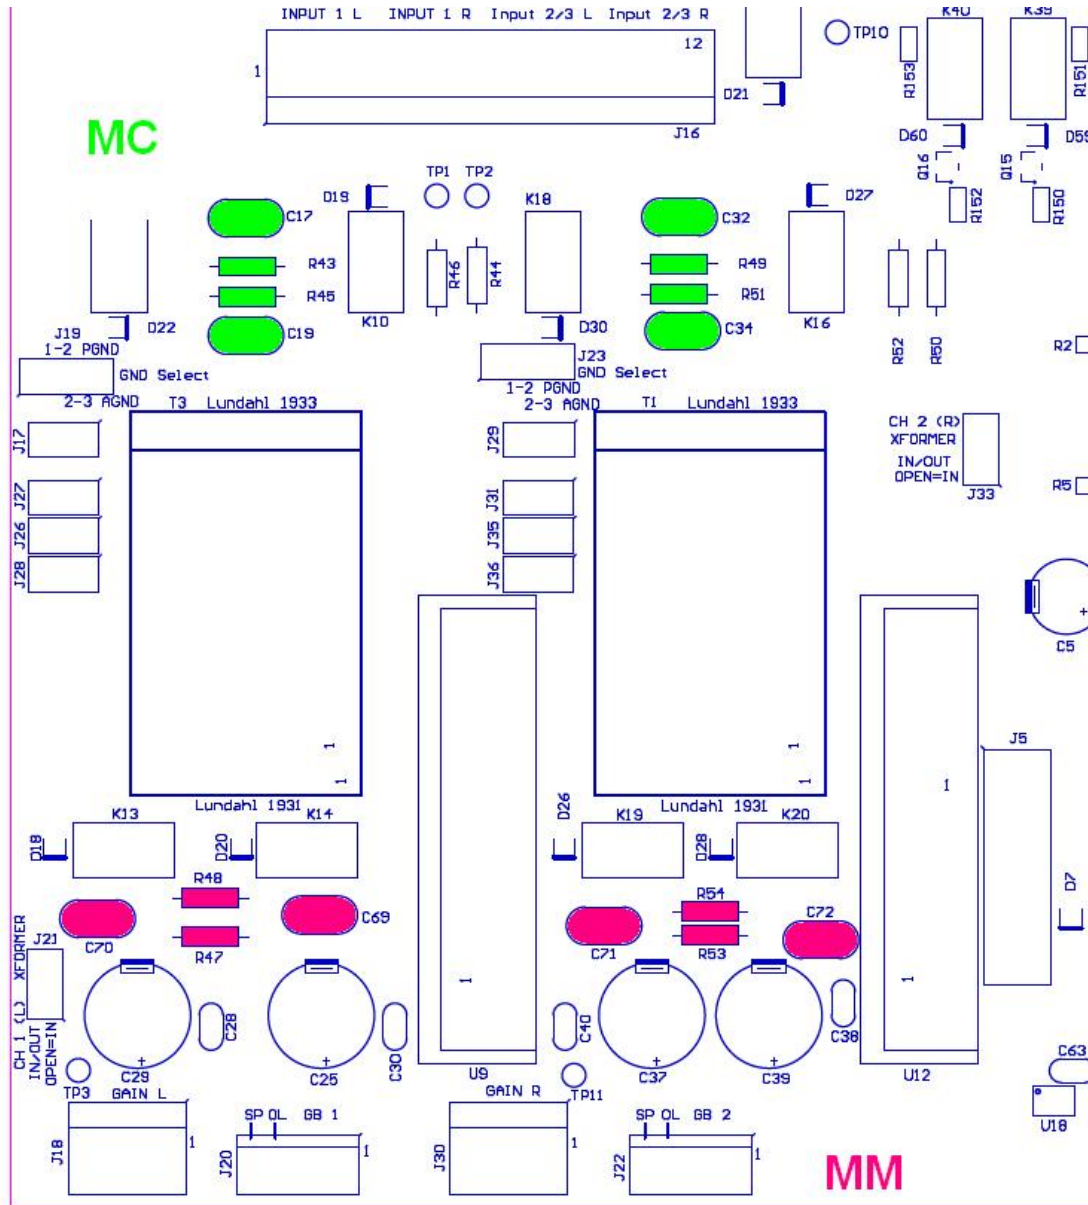 INPUT 1 L INPUT 1 R Input 2/3 L Input 2/3 R
K40 K39
TP10
12
1
R153
R151
D21
J16
MC
D60
D59
Q16
Q15
TP1 TP2
D19
K18
D27
R152
R150
C17
C32
R43
R46
R44
R49
R45
R51
K10
K16
C19
D30
C34
J19
D22
R52
R50
R2
1-2 PGND
J23
GND Select
GND Select
1-2 PGND
2-3 AGND
2-3 AGND
T3 Lundahl 1933
T1 Lundahl 1933
J17
J29
CH 2 (R)
XFORMER
IN/OUT
OPEN=IN
J33
R5
J27
J31
J26
J35
J28
J36
C5
1
1
J5
1
1
1
Lundahl 1931
Lundahl 1931
K13
K14
D26
K19
K20
D18
D20
D28
D7
R48
R54
C70
C69
C71
C72
R47
R53
J21
CH 1 (L) XFORMER
IN/OUT
OPEN=IN
1
1
C28
C30
C40
C38
C29
C25
U9
C37
C39
U12
C63
TP3
GAIN L
GAIN R
TP11
SP OL GB 1
SP OL GB 2
U18
J18
1
J20
1
J30
1
J22
1
MM